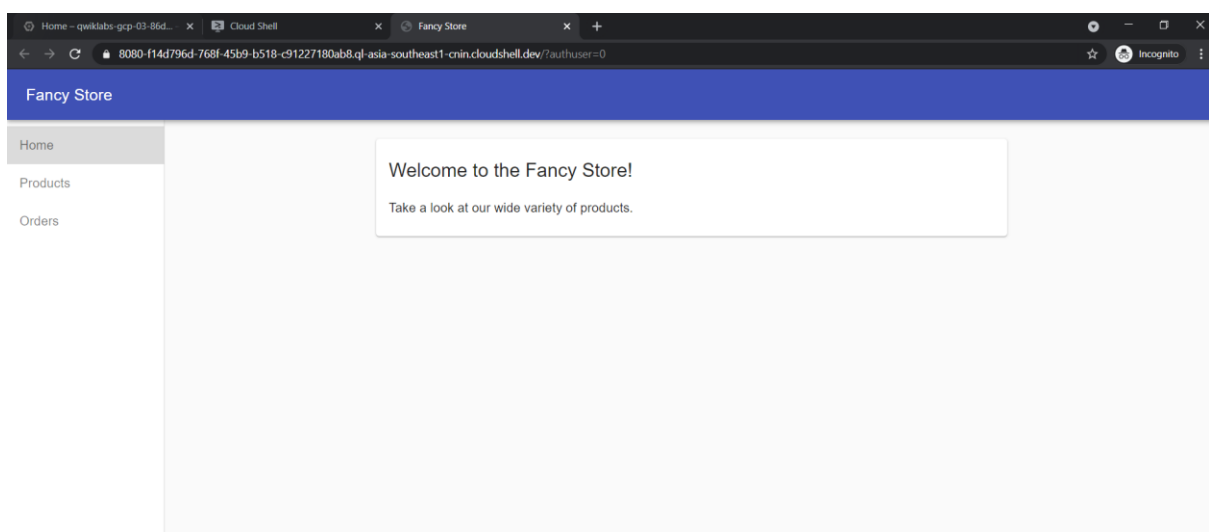 Home – qwiklabs-gcp-03-86d...
Cloud Shell
Fancy Store
8080-f14d796d-768f-45b9-b518-c91227180ab8.ql-asia-southeast1-cnin.cloudshell.dev/?authuser=0
Incognito
Fancy Store
Home
Products
Orders
Welcome to the Fancy Store!
Take a look at our wide variety of products.